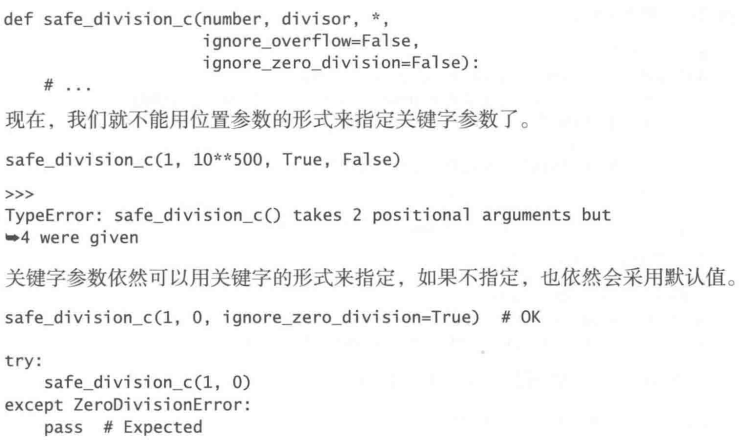 def safe_division_c(number, divisor, *,
                    ignore_overflow=False,
                    ignore_zero_division=False):
    # ...
现在，我们就不能用位置参数的形式来指定关键字参数了。
safe_division_c(1, 10**500, True, False)
>>>
TypeError: safe_division_c() takes 2 positional arguments but
➥4 were given
关键字参数依然可以用关键字的形式来指定，如果不指定，也依然会采用默认值。
safe_division_c(1, 0, ignore_zero_division=True)  # OK
try:
    safe_division_c(1, 0)
except ZeroDivisionError:
    pass  # Expected